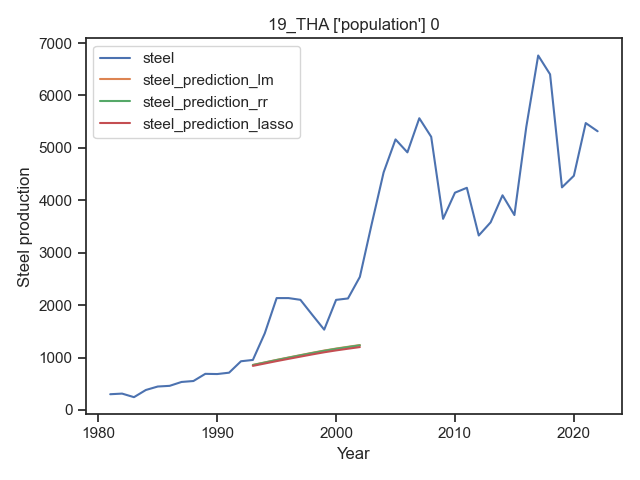 19_THA ['population'] 0
steel
steel_prediction_lm
steel_prediction_rr
steel_prediction_lasso
Steel production
7000
6000
5000
4000
3000
2000
1000
0
1980
1990
2000
2010
2020
Year